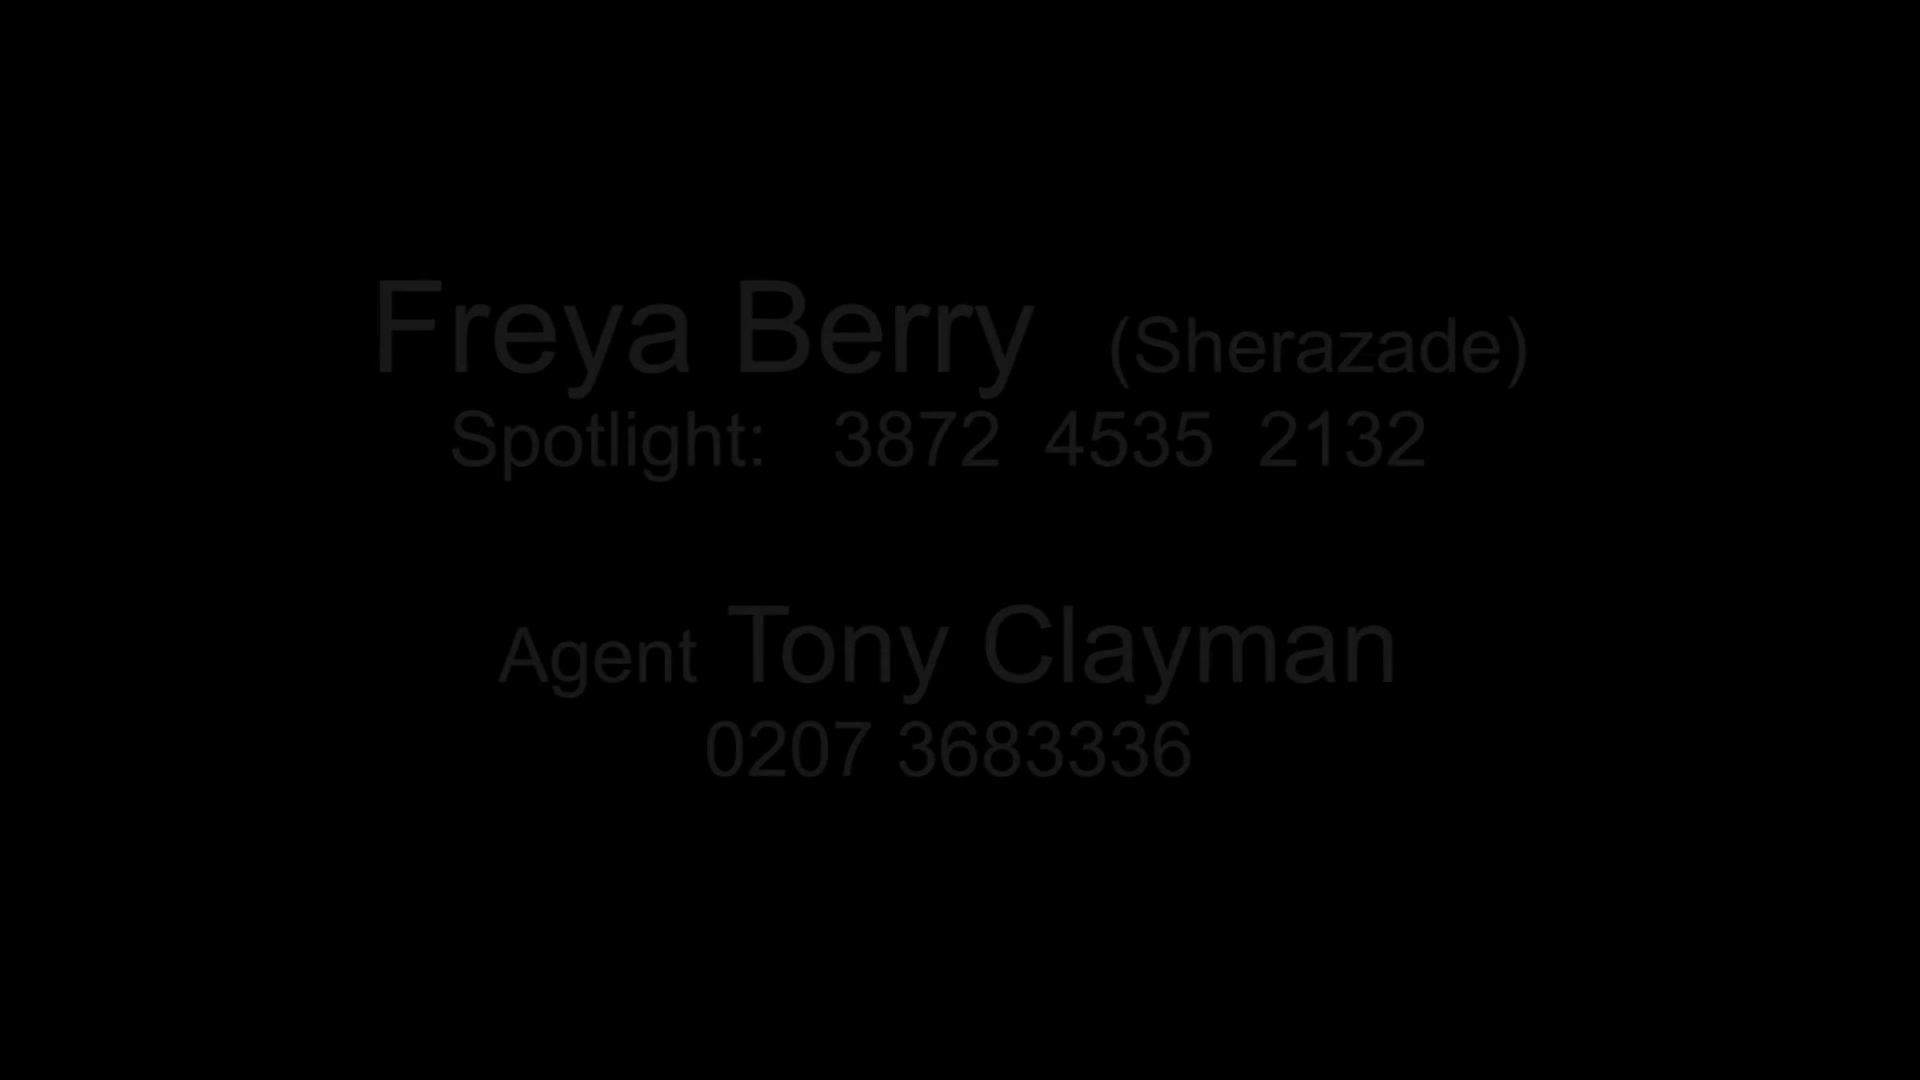 Freya Berry (Sherazade)
Spotlight: 3872 4535 2132
Agent Tony Clayman
0207 3683336